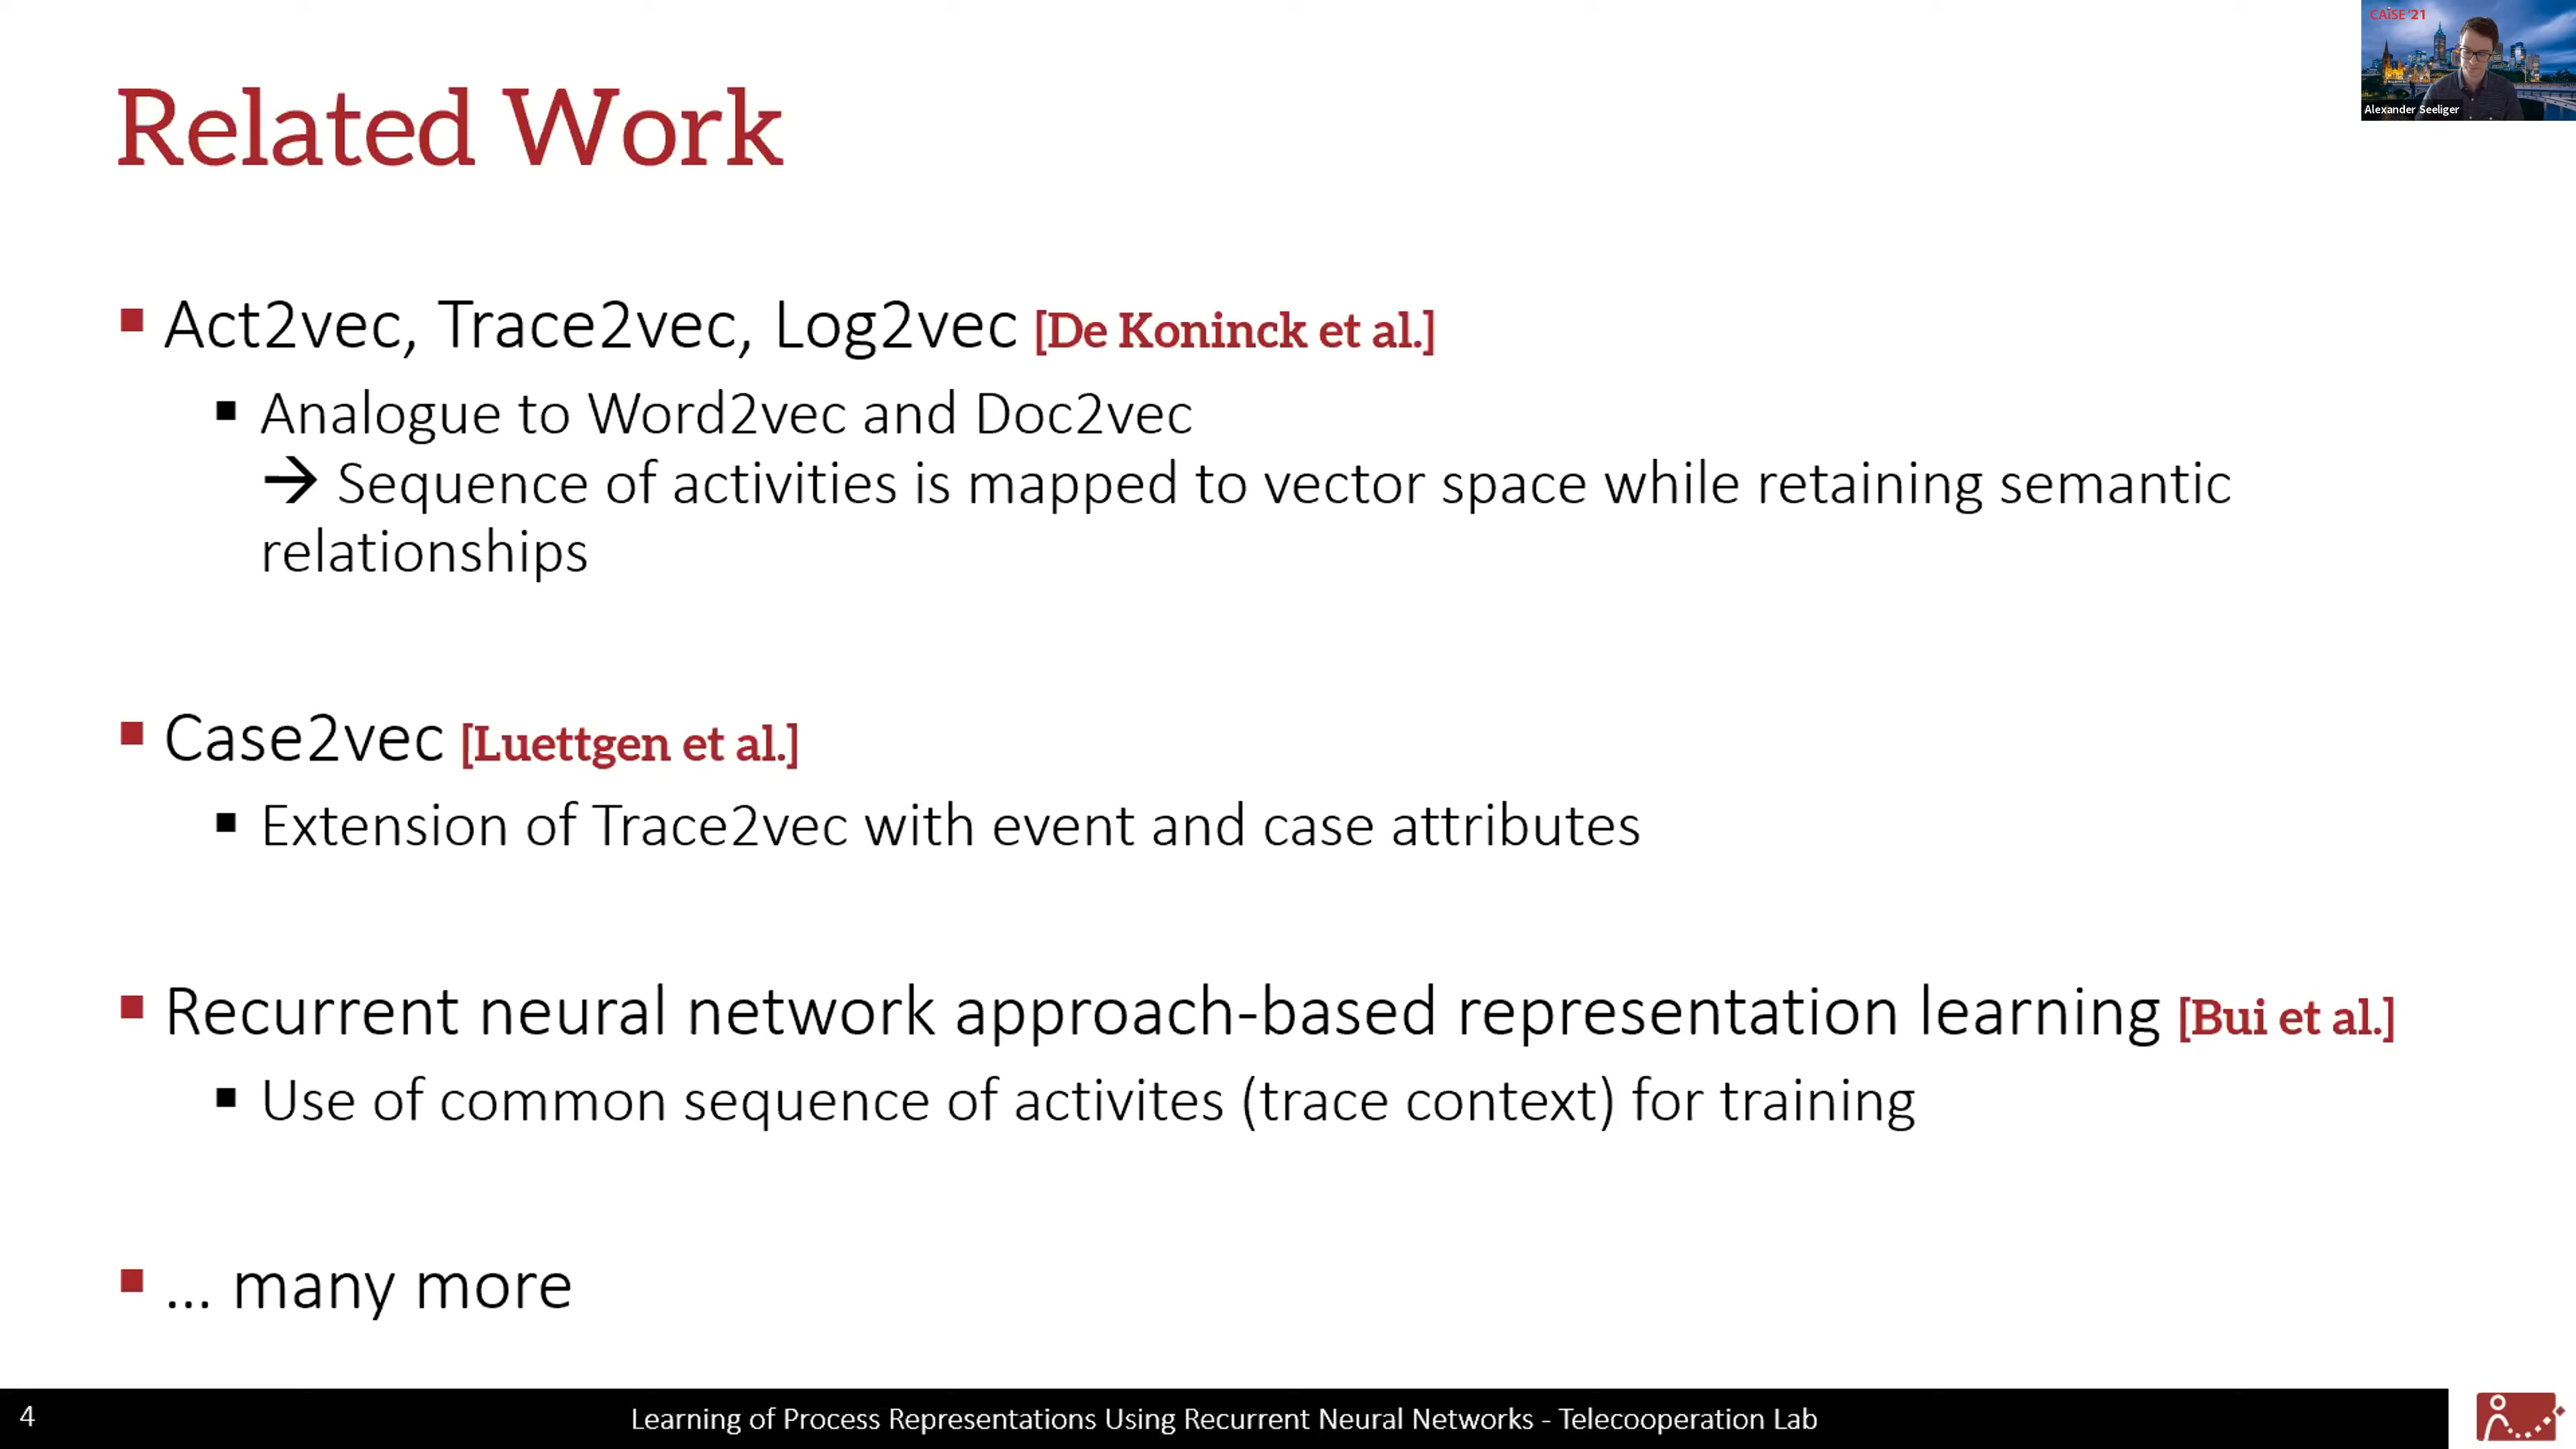 CAiSE'21
Alexander Seeliger
Related Work
Act2vec, Trace2vec, Log2vec [De Koninck et al.]
Analogue to Word2vec and Doc2vec
→ Sequence of activities is mapped to vector space while retaining semantic
relationships
Case2vec [Luettgen et al.]
Extension of Trace2vec with event and case attributes
Recurrent neural network approach-based representation learning [Bui et al.]
Use of common sequence of activites (trace context) for training
... many more
4
Learning of Process Representations Using Recurrent Neural Networks - Telecooperation Lab